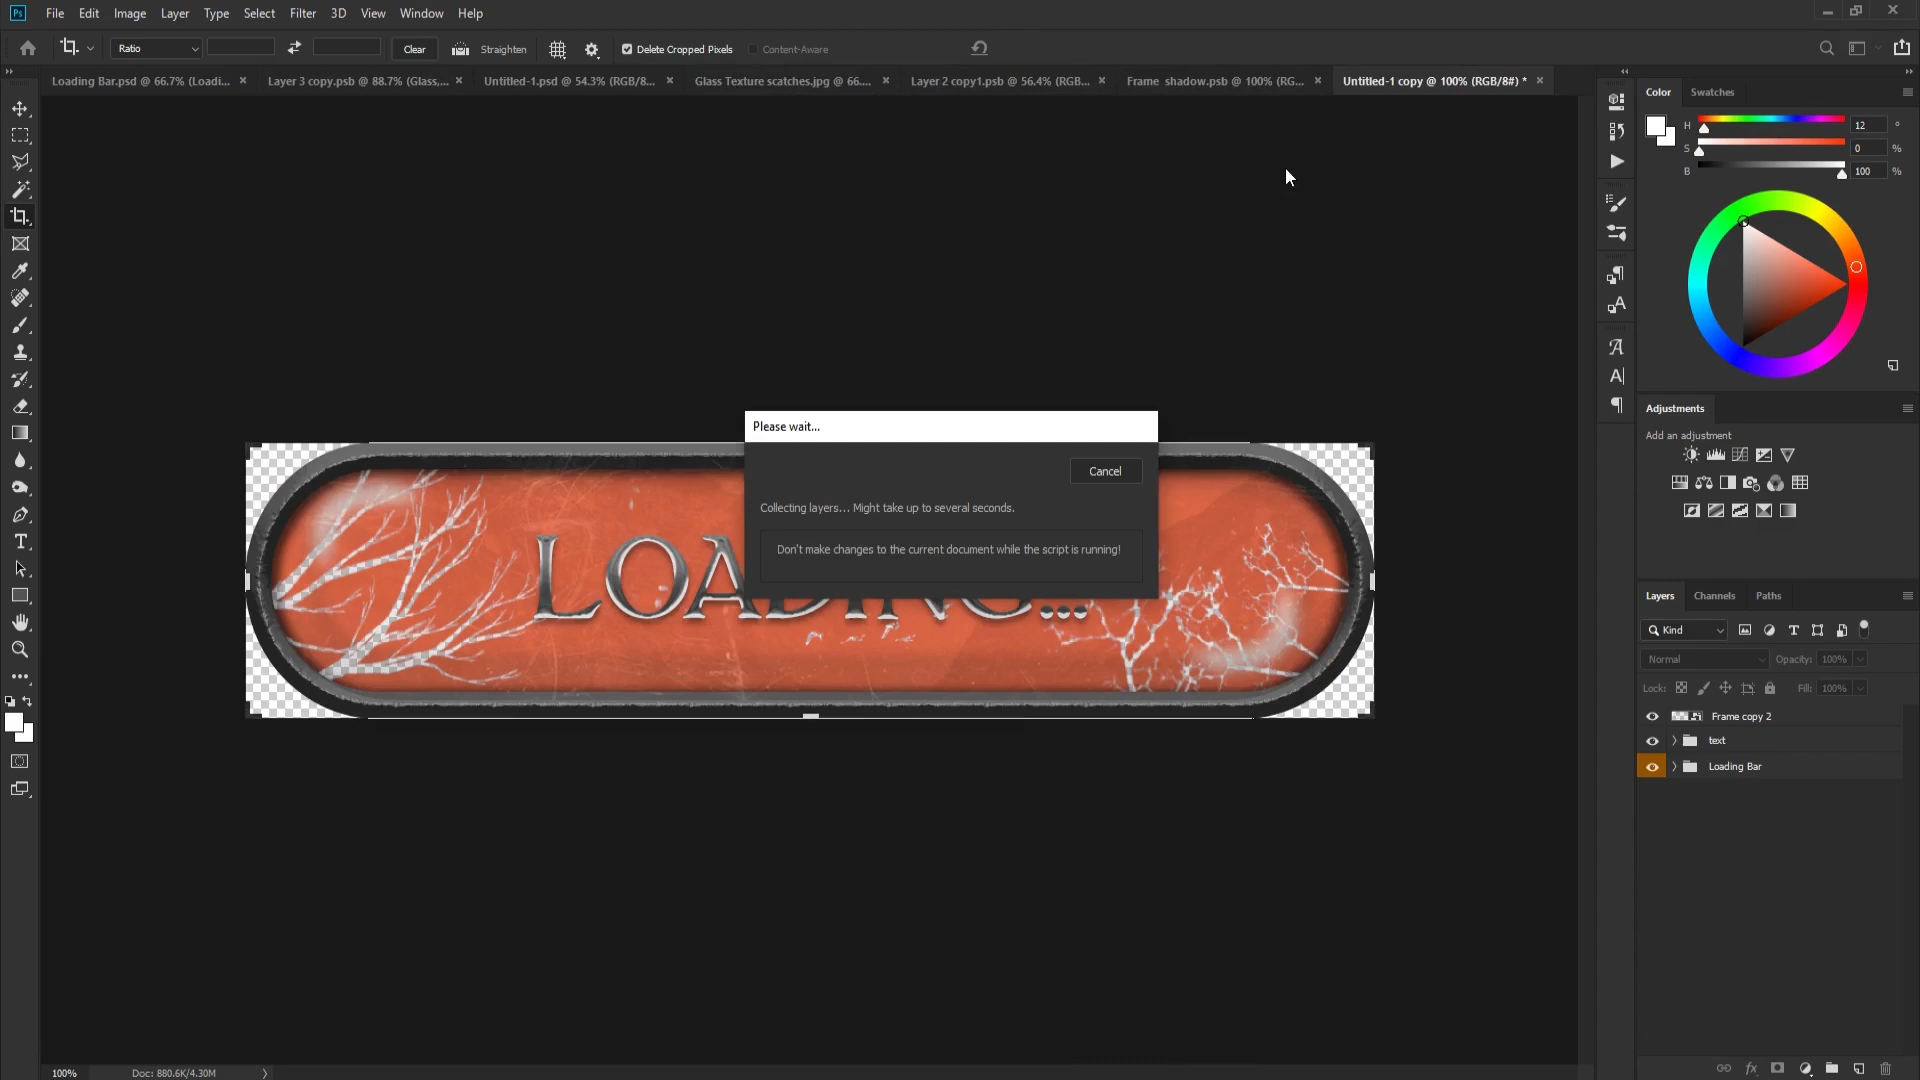 Ps File Edit Image Layer Type Select Filter 3D View Window Help
Ratio Clear Straighten Delete Cropped Pixels Content-Aware
Loading Bar.psd @ 66.7% (Loadi... × Layer 3 copy.psb @ 88.7% (Glass,... × Untitled-1.psd @ 54.3% (RGB/8... × Glass Texture scatches.jpg @ 66.... × Layer 2 copy1.psb @ 56.4% (RGB... × Frame shadow.psb @ 100% (RG... × Untitled-1 copy @ 100% (RGB/8#) * ×
Color Swatches
H 12 °
S 0 %
B 100 %
Adjustments
Add an adjustment
Please wait...
Cancel
Collecting layers... Might take up to several seconds.
Don't make changes to the current document while the script is running!
LOADING...
Layers Channels Paths
Kind
Normal Opacity: 100%
Lock: Fill: 100%
Frame copy 2
text
Loading Bar
100% Doc: 880.6K/4.30M